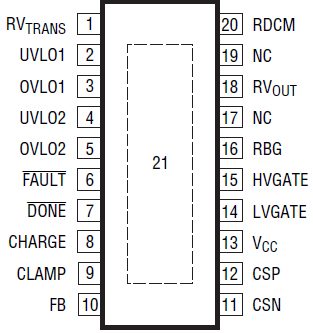 RVTRANS 1 20 RDCM
UVLO1 2 19 NC
OVLO1 3 18 RVOUT
UVLO2 4 17 NC
OVLO2 5 16 RBG
FAULT 6 15 HVGATE
DONE 7 14 LVGATE
CHARGE 8 13 VCC
CLAMP 9 12 CSP
FB 10 11 CSN
21